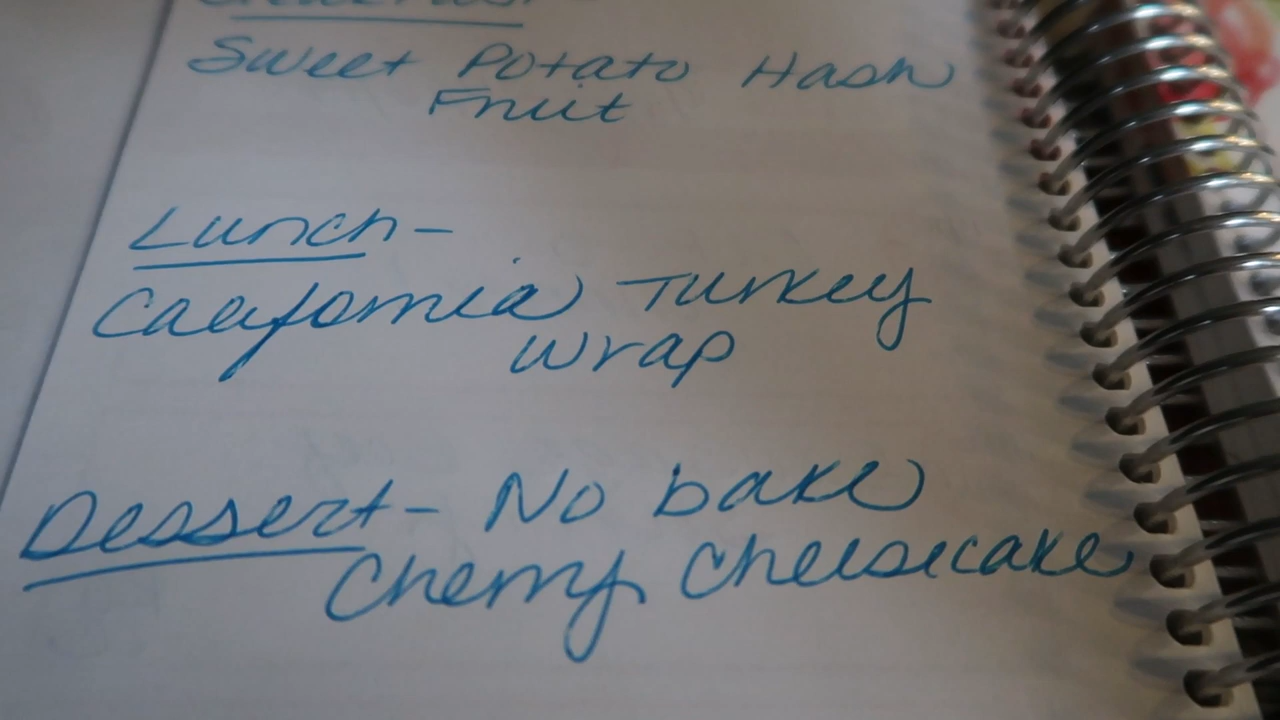 Sweet Potato Hash
Fruit
Lunch-
California Turkey
wrap
Dessert- No bake
Cherry Cheesecake